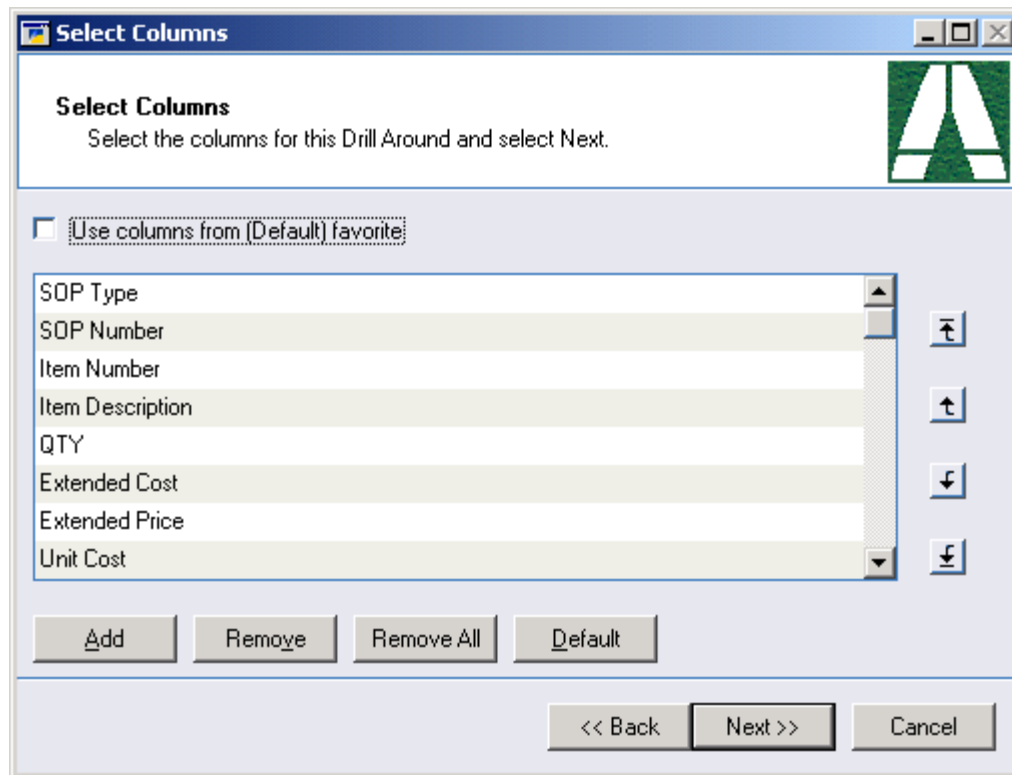 Select Columns
Select Columns
Select the columns for this Drill Around and select Next.
Use columns from (Default) favorite
SOP Type
SOP Number
Item Number
Item Description
QTY
Extended Cost
Extended Price
Unit Cost
Add Remove Remove All Default
<< Back Next >> Cancel